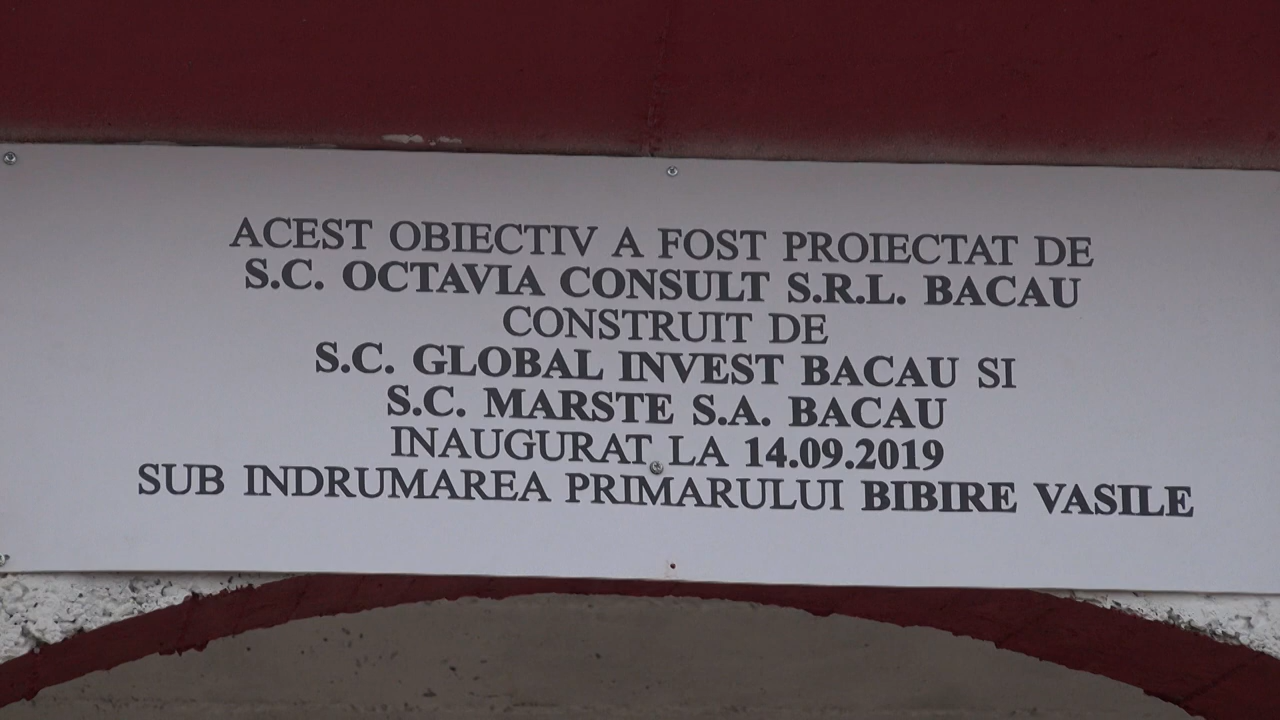 ACEST OBIECTIV A FOST PROIECTAT DE
S.C. OCTAVIA CONSULT S.R.L. BACAU
CONSTRUIT DE
S.C. GLOBAL INVEST BACAU SI
S.C. MARSTE S.A. BACAU
INAUGURAT LA 14.09.2019
SUB INDRUMAREA PRIMARULUI BIBIRE VASILE